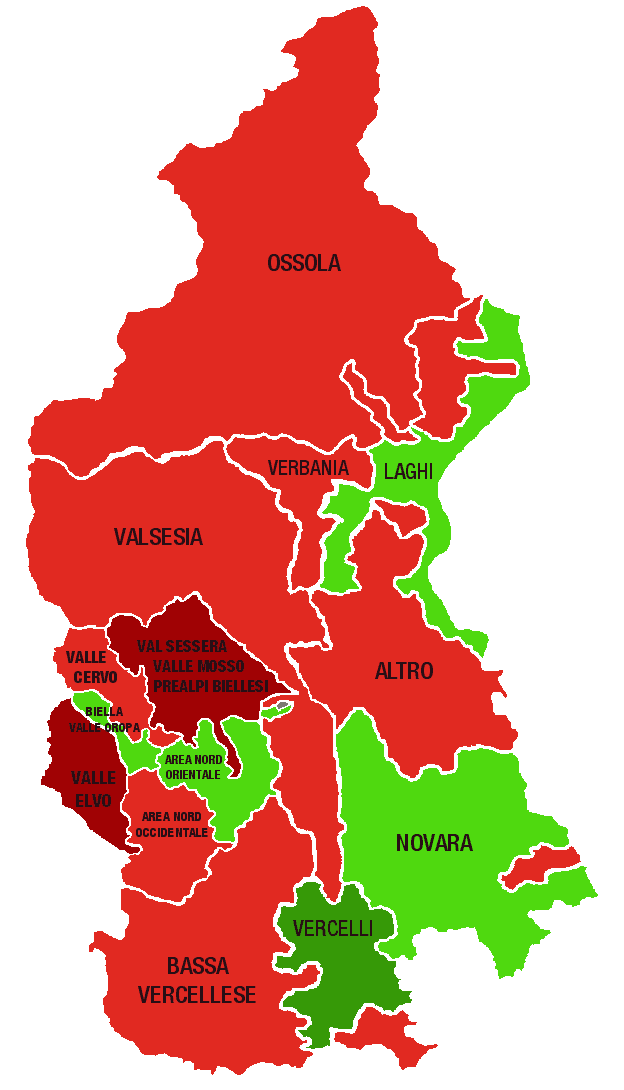 OSSOLA
VERBANIA
LAGHI
VALSESIA
VAL SESSERA
VALLE MOSSO
PREALPI BIELLESI
VALLE
CERVO
ALTRO
BIELLA
VALLE OROPA
AREA NORD
ORIENTALE
VALLE
ELVO
AREA NORD
OCCIDENTALE
NOVARA
VERCELLI
BASSA
VERCELLESE